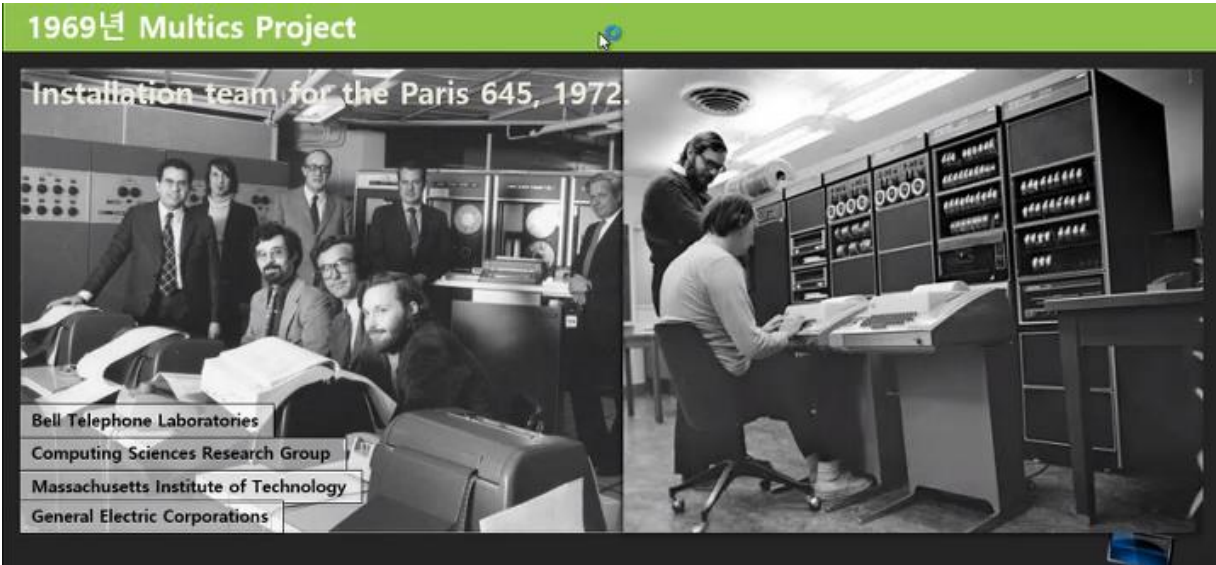 1969년 Multics Project
Installation team for the Paris 645, 1972.
Bell Telephone Laboratories
Computing Sciences Research Group
Massachusetts Institute of Technology
General Electric Corporations